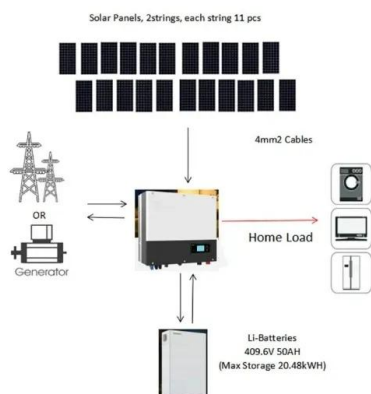 Solar Panels, 2strings, each string 11 pcs
4mm2 Cables
OR
Generator
Home Load
Li-Batteries
409.6V 50AH
(Max Storage 20.48kWH)